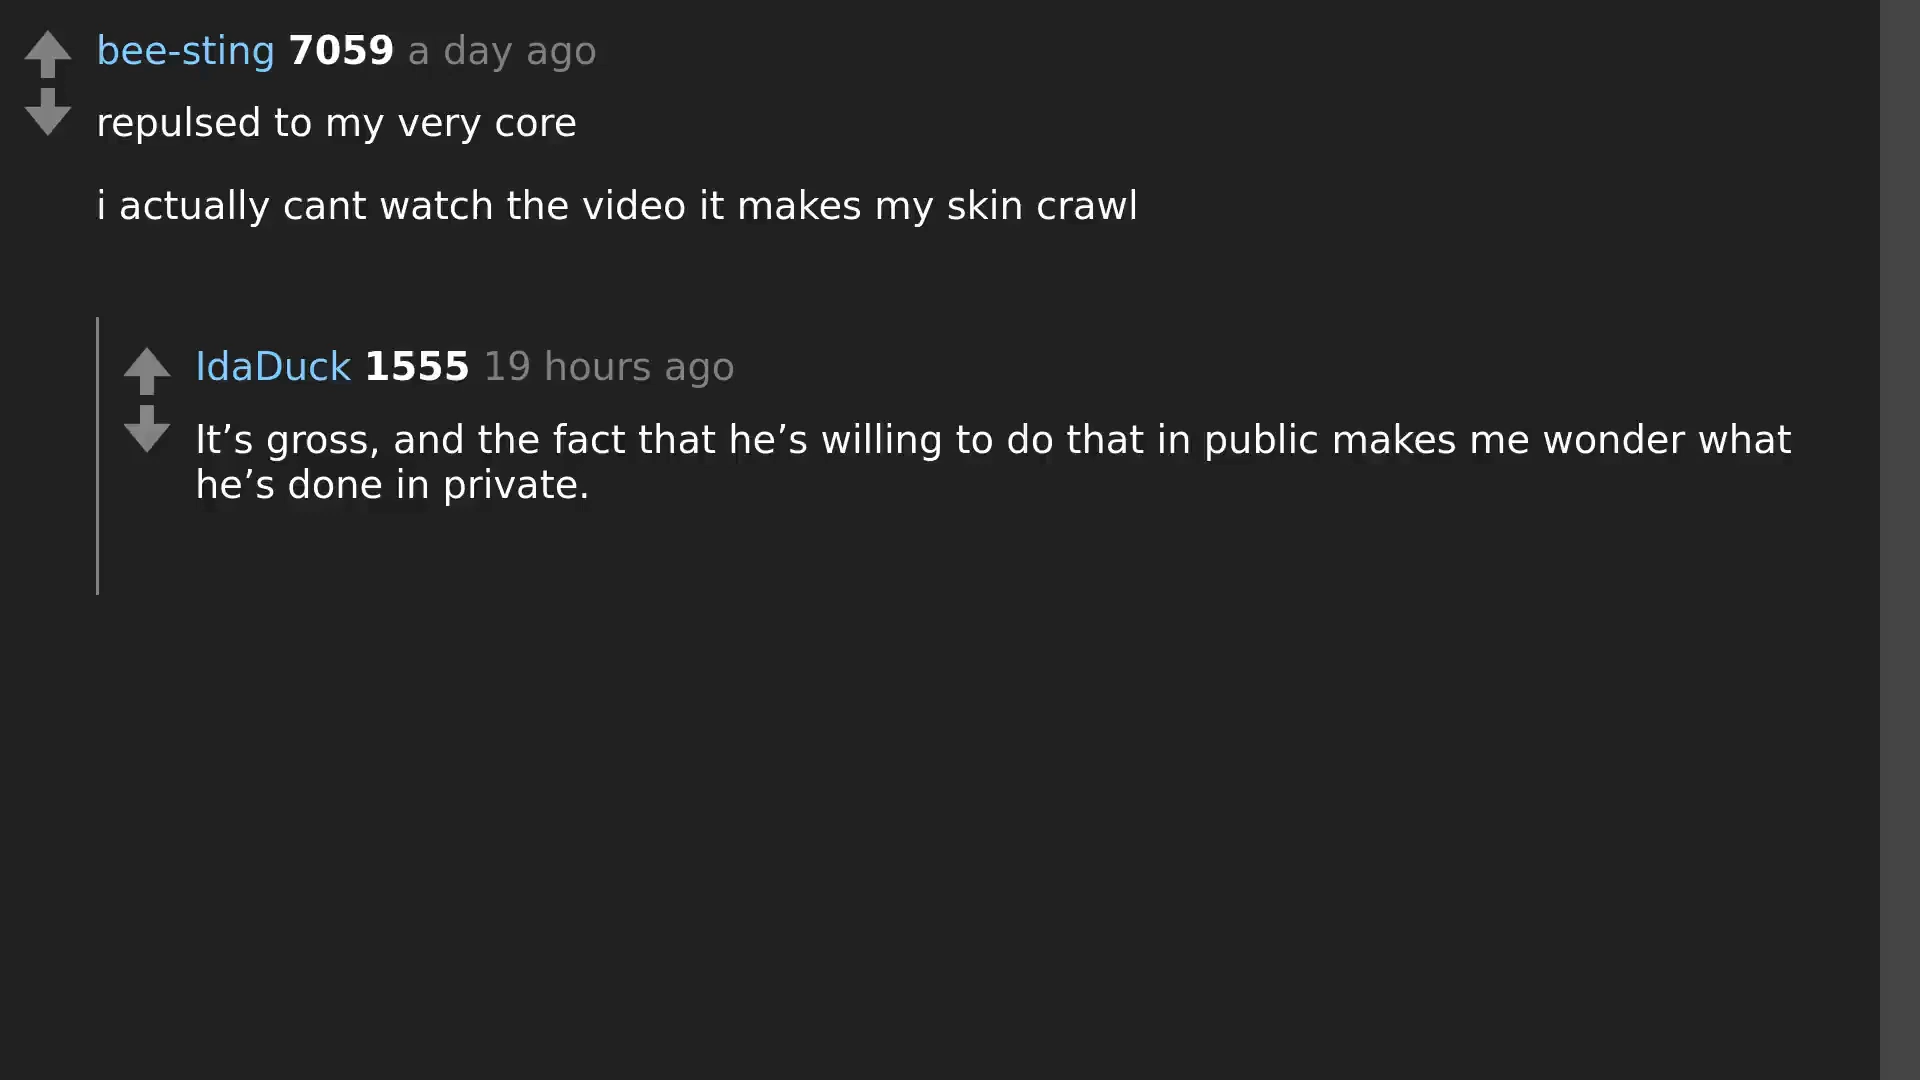 bee-sting 7059 a day ago
repulsed to my very core
i actually cant watch the video it makes my skin crawl
IdaDuck 1555 19 hours ago
It’s gross, and the fact that he’s willing to do that in public makes me wonder what
he’s done in private.